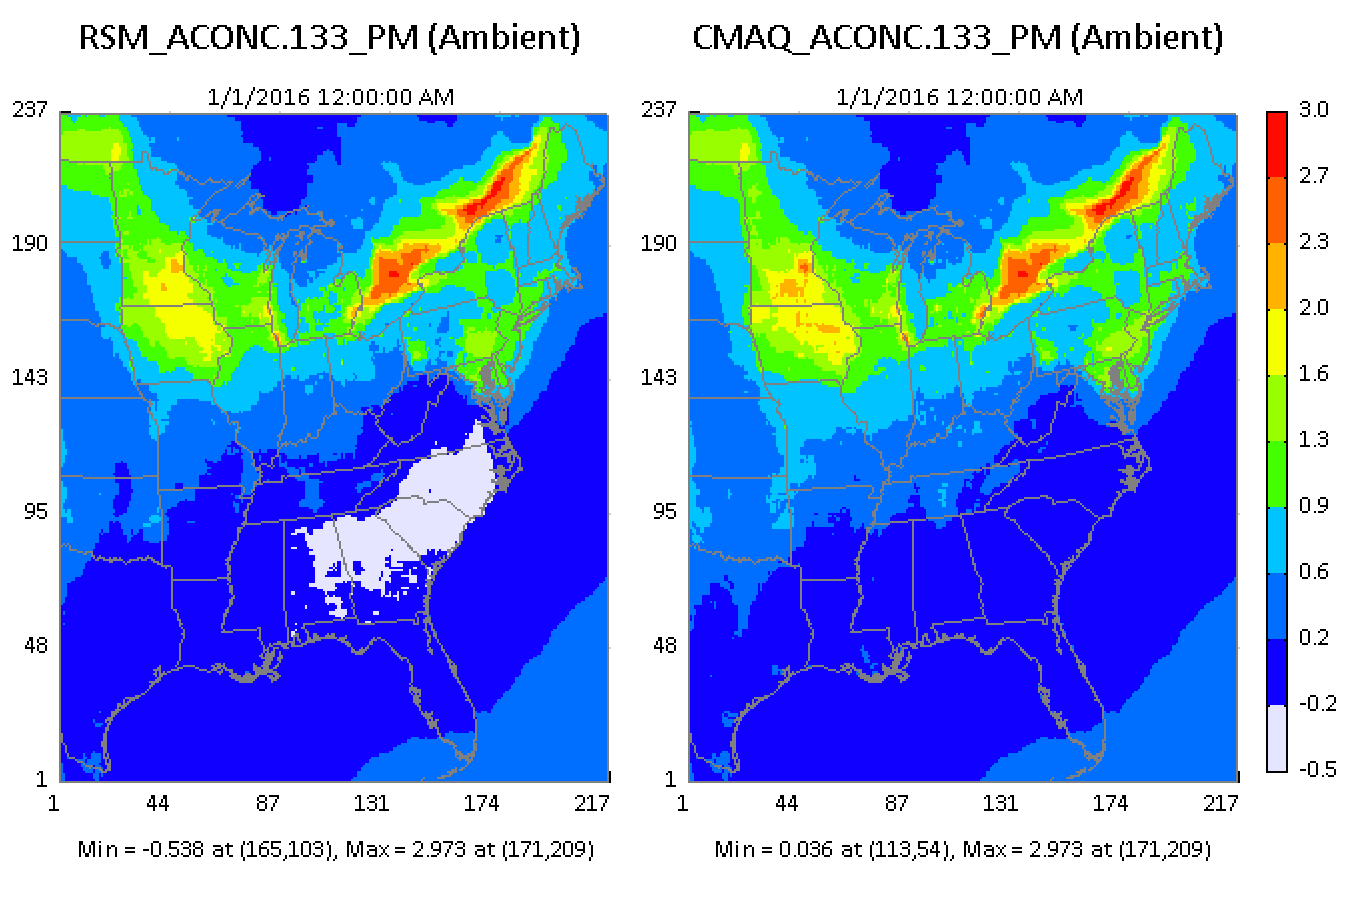 RSM_ACONC.133_PM (Ambient)
CMAQ_ACONC.133_PM (Ambient)
1/1/2016 12:00:00 AM
1/1/2016 12:00:00 AM
237
190
143
95
48
1
1 44 87 131 174 217
237
190
143
95
48
1
1 44 87 131 174 217
3.0
2.7
2.3
2.0
1.6
1.3
0.9
0.6
0.2
-0.2
-0.5
Min = -0.538 at (165,103), Max = 2.973 at (171,209)
Min = 0.036 at (113,54), Max = 2.973 at (171,209)